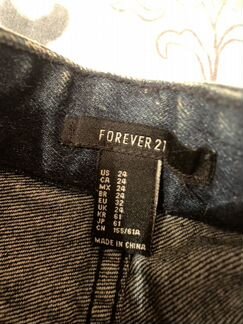 FOREVER 21
US 24
CA 24
MX 24
BR 24
EU 32
UK 24
KR 61
JP 61
CN 155/61A
MADE IN CHINA